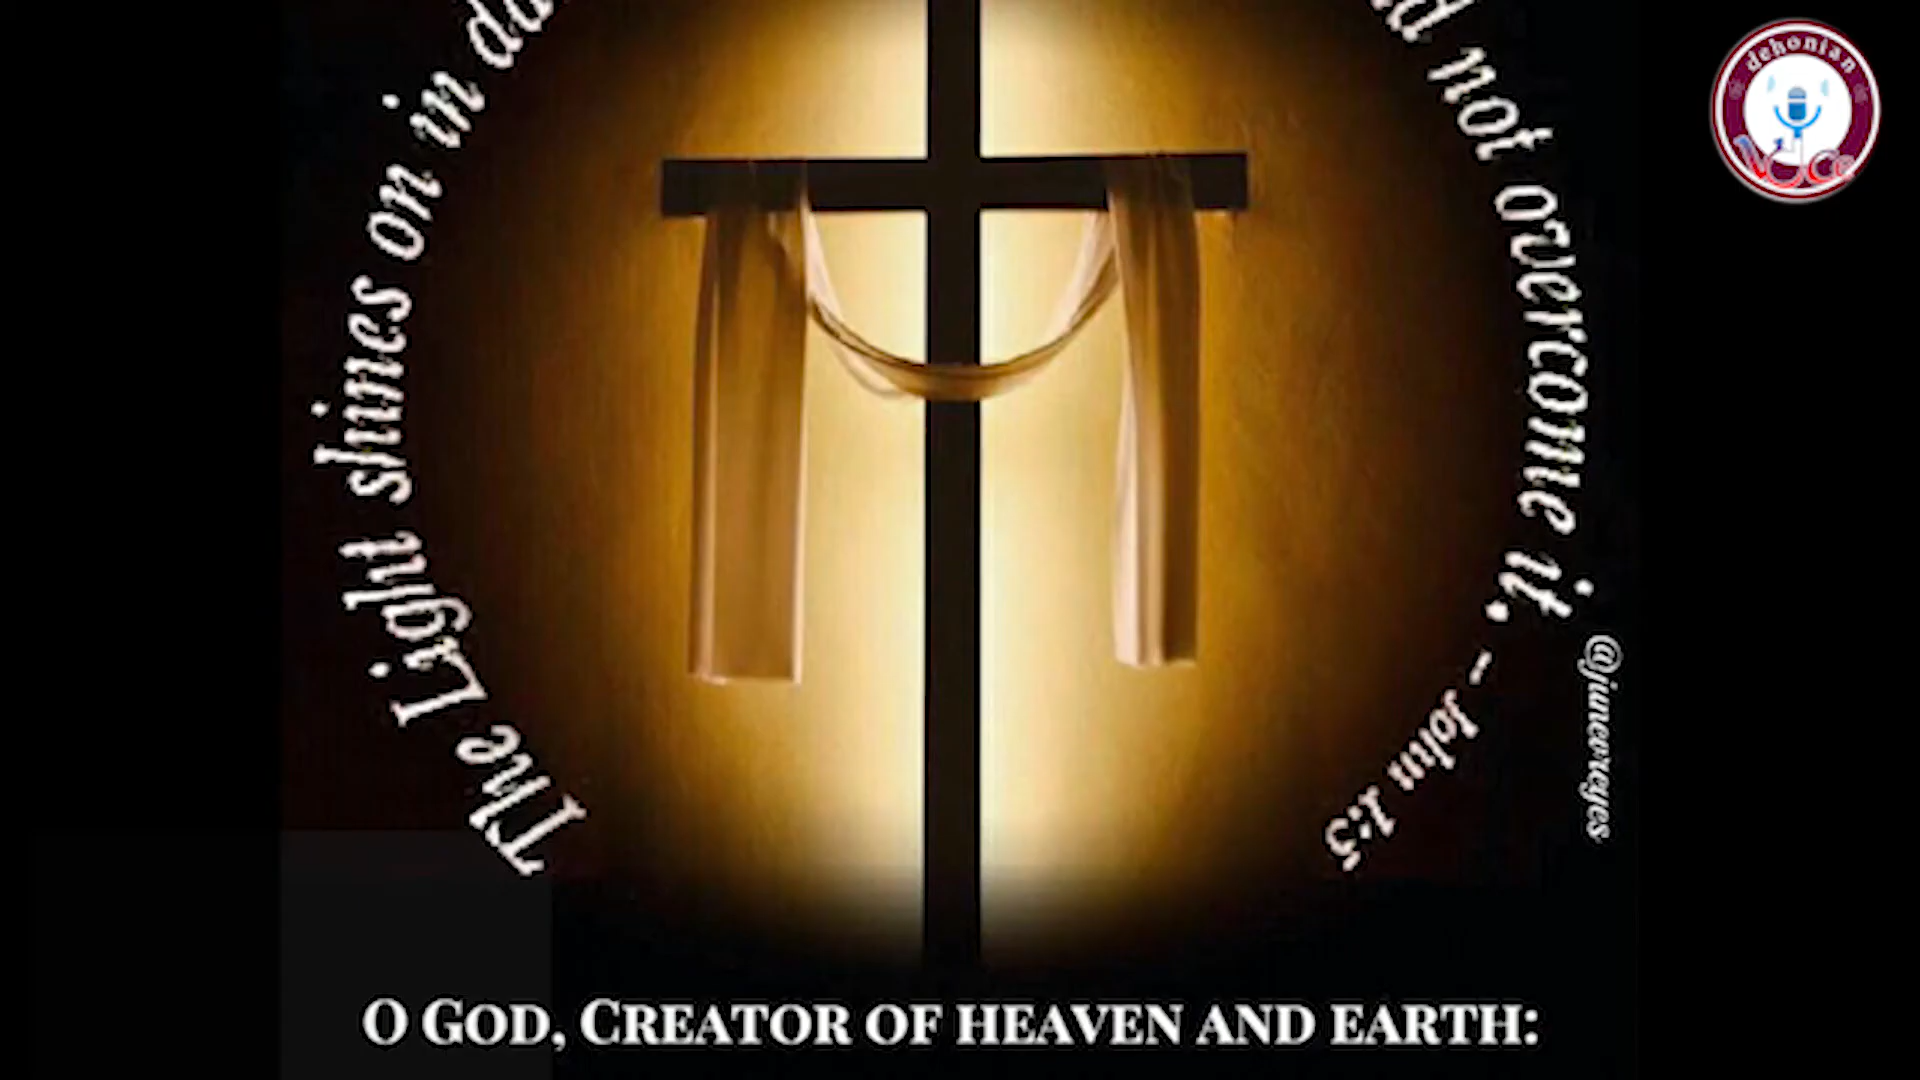 The Light shines on in
not overcome it. ~ John 1:5
@juneoreyes
dehonian
VOICE
O GOD, CREATOR OF HEAVEN AND EARTH: